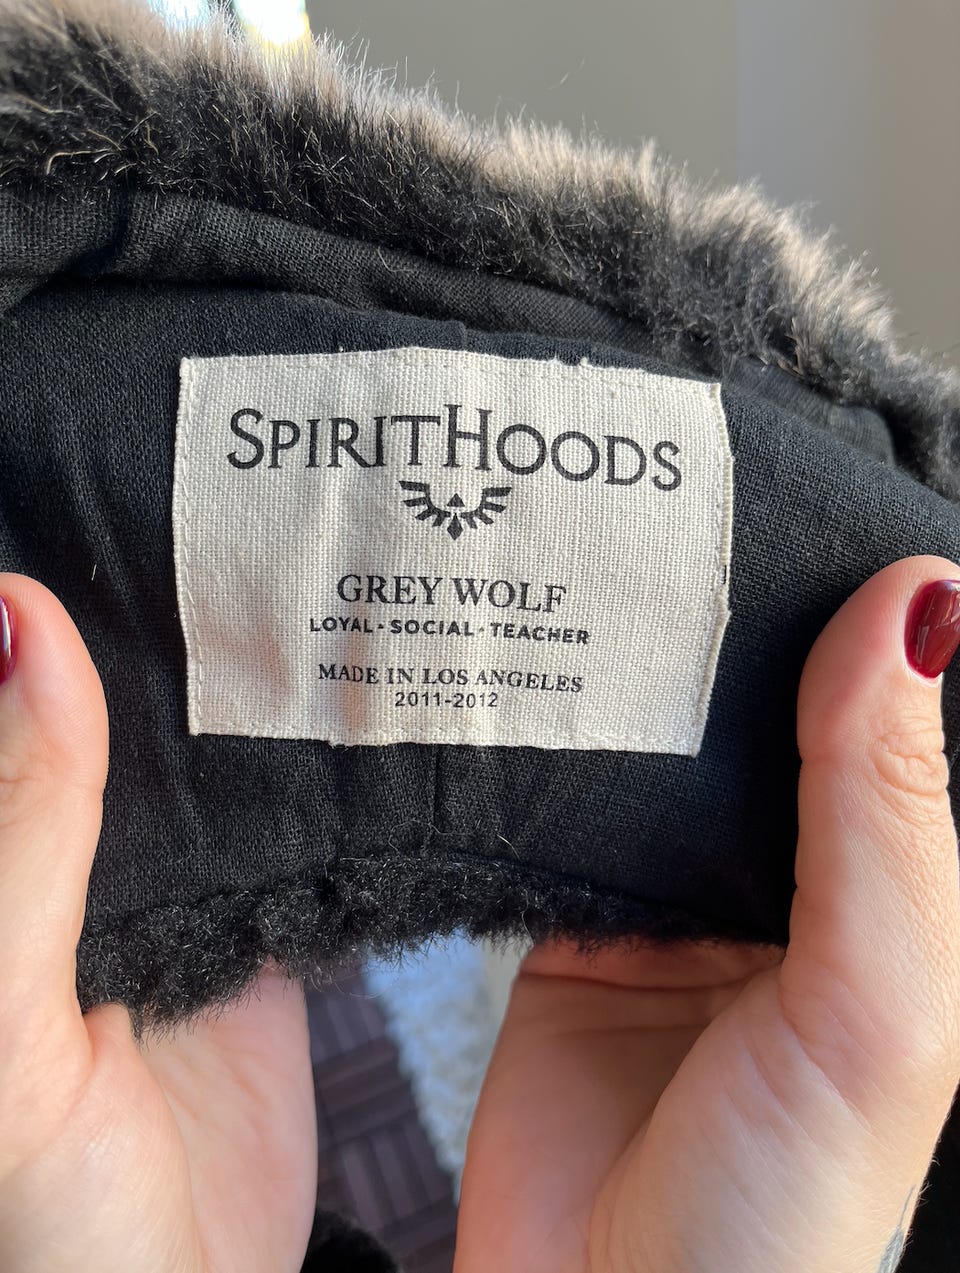 SPIRITHOODS
GREY WOLF
LOYAL·SOCIAL·TEACHER
MADE IN LOS ANGELES
2011-2012